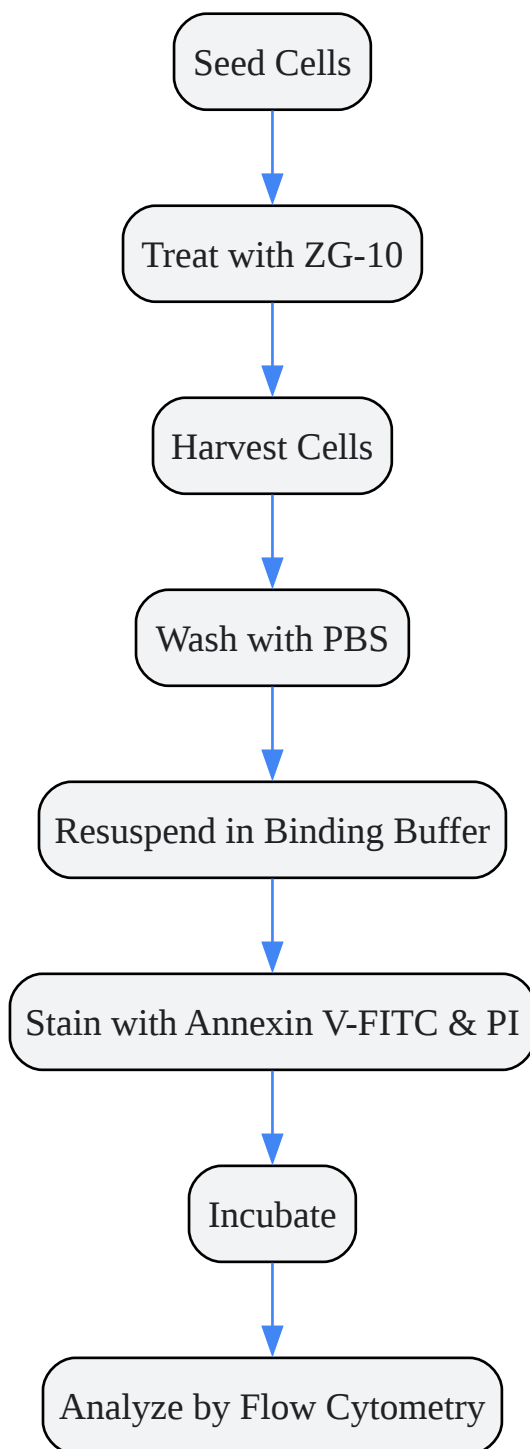 Seed Cells
Treat with ZG-10
Harvest Cells
Wash with PBS
Resuspend in Binding Buffer
Stain with Annexin V-FITC & PI
Incubate
Analyze by Flow Cytometry